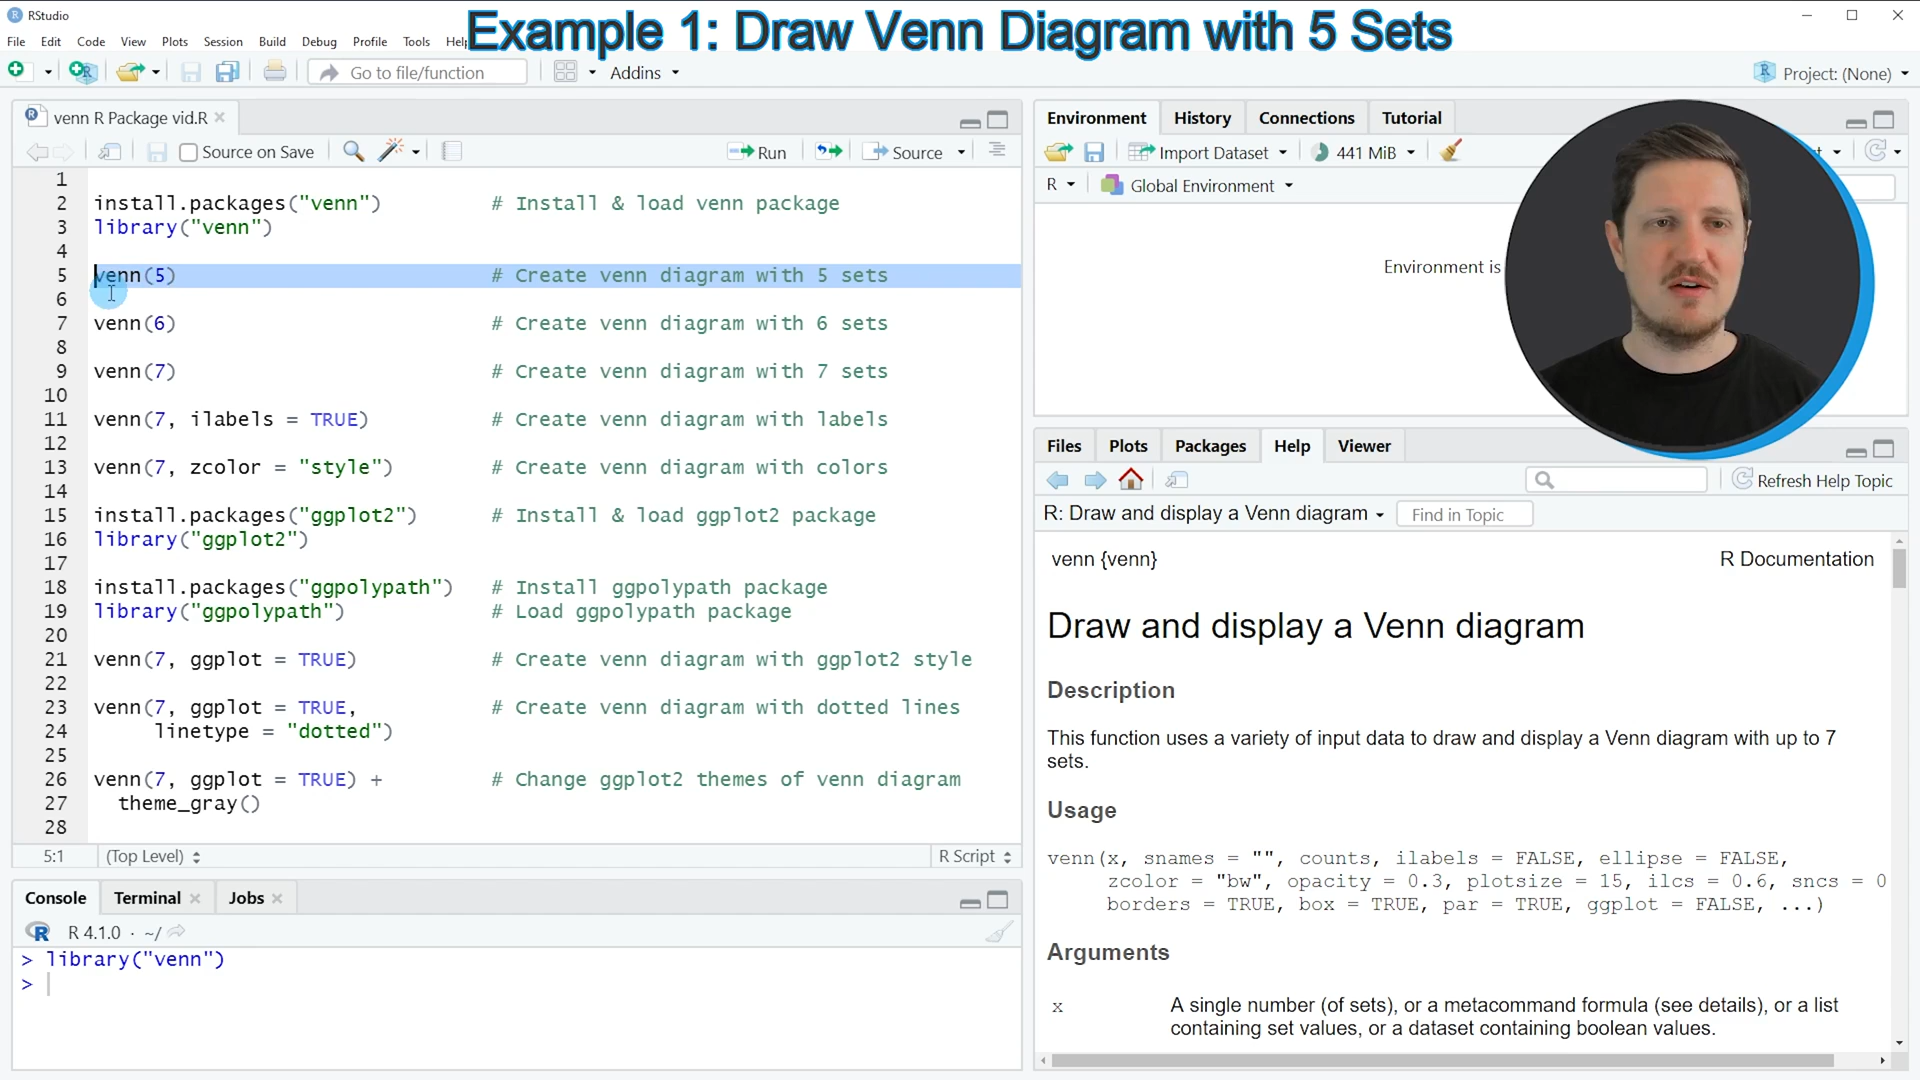 RStudio
Example 1: Draw Venn Diagram with 5 Sets
File Edit Code View Plots Session Build Debug Profile Tools Help
Go to file/function Addins Project: (None)
venn R Package vid.R
Source on Save Run Source
1
2 install.packages("venn") # Install & load venn package
3 library("venn")
4
5 venn(5) # Create venn diagram with 5 sets
6
7 venn(6) # Create venn diagram with 6 sets
8
9 venn(7) # Create venn diagram with 7 sets
10
11 venn(7, ilabels = TRUE) # Create venn diagram with labels
12
13 venn(7, zcolor = "style") # Create venn diagram with colors
14
15 install.packages("ggplot2") # Install & load ggplot2 package
16 library("ggplot2")
17
18 install.packages("ggpolypath") # Install ggpolypath package
19 library("ggpolypath") # Load ggpolypath package
20
21 venn(7, ggplot = TRUE) # Create venn diagram with ggplot2 style
22
23 venn(7, ggplot = TRUE, # Create venn diagram with dotted lines
24 linetype = "dotted")
25
26 venn(7, ggplot = TRUE) + # Change ggplot2 themes of venn diagram
27 theme_gray()
28
5:1 (Top Level) R Script
Console Terminal Jobs
R 4.1.0 · ~/
> library("venn")
>
Environment History Connections Tutorial
Import Dataset 441 MiB
R Global Environment
Environment is
Files Plots Packages Help Viewer
Refresh Help Topic
R: Draw and display a Venn diagram Find in Topic
venn {venn} R Documentation
Draw and display a Venn diagram
Description
This function uses a variety of input data to draw and display a Venn diagram with up to 7
sets.
Usage
venn(x, snames = "", counts, ilabels = FALSE, ellipse = FALSE,
zcolor = "bw", opacity = 0.3, plotsize = 15, ilcs = 0.6, sncs = 0
borders = TRUE, box = TRUE, par = TRUE, ggplot = FALSE, ...)
Arguments
x A single number (of sets), or a metacommand formula (see details), or a list
containing set values, or a dataset containing boolean values.